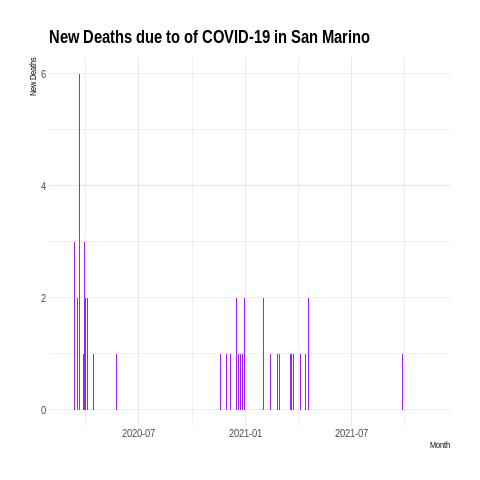 New Deaths due to of COVID-19 in San Marino
New Deaths
6
4
2
0
2020-07 2021-01 2021-07
Month